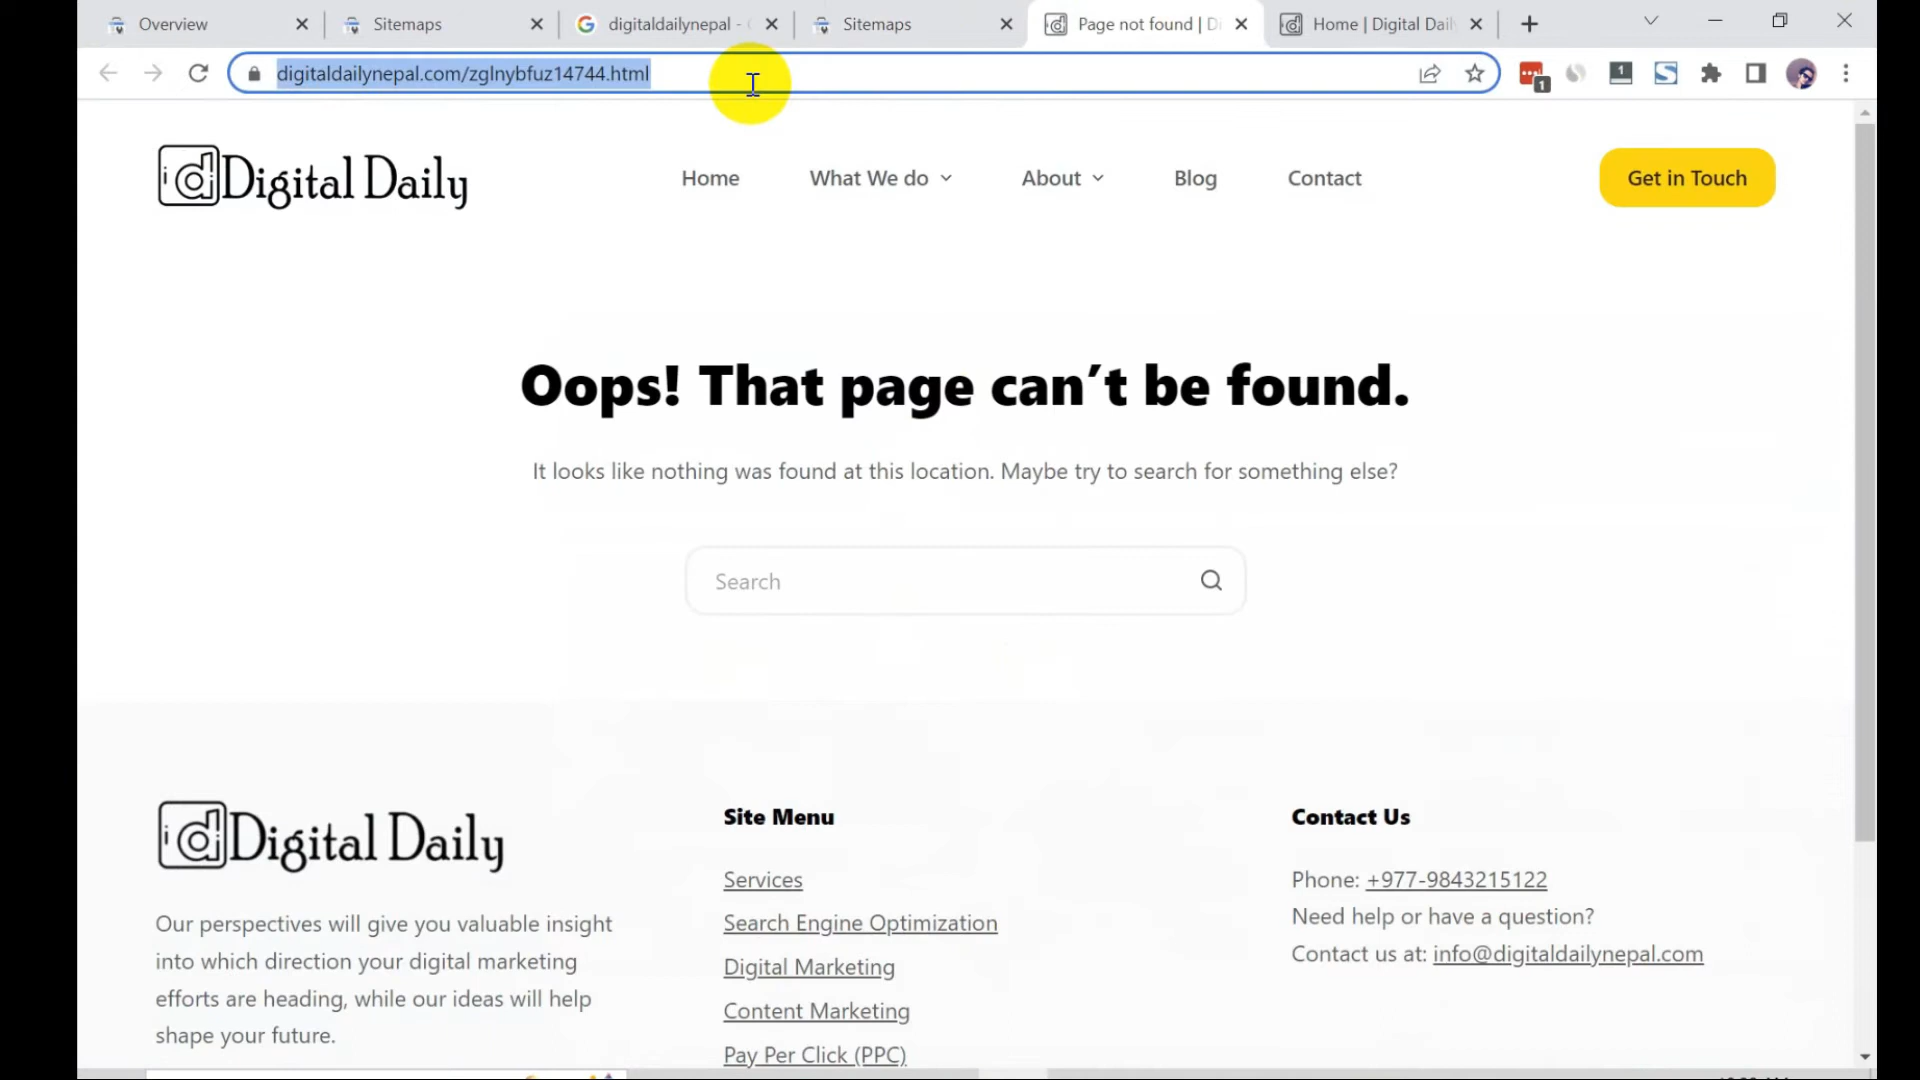 Overview
Sitemaps
digitaldailynepal -
Sitemaps
Page not found | D
Home | Digital Dail
digitaldailynepal.com/zglnybfuz14744.html
1
1
Digital Daily
Home
What We do
About
Blog
Contact
Get in Touch
Oops! That page can't be found.
It looks like nothing was found at this location. Maybe try to search for something else?
Search
Digital Daily
Our perspectives will give you valuable insight
into which direction your digital marketing
efforts are heading, while our ideas will help
shape your future.
Site Menu
Services
Search Engine Optimization
Digital Marketing
Content Marketing
Pay Per Click (PPC)
Contact Us
Phone: +977-9843215122
Need help or have a question?
Contact us at: info@digitaldailynepal.com